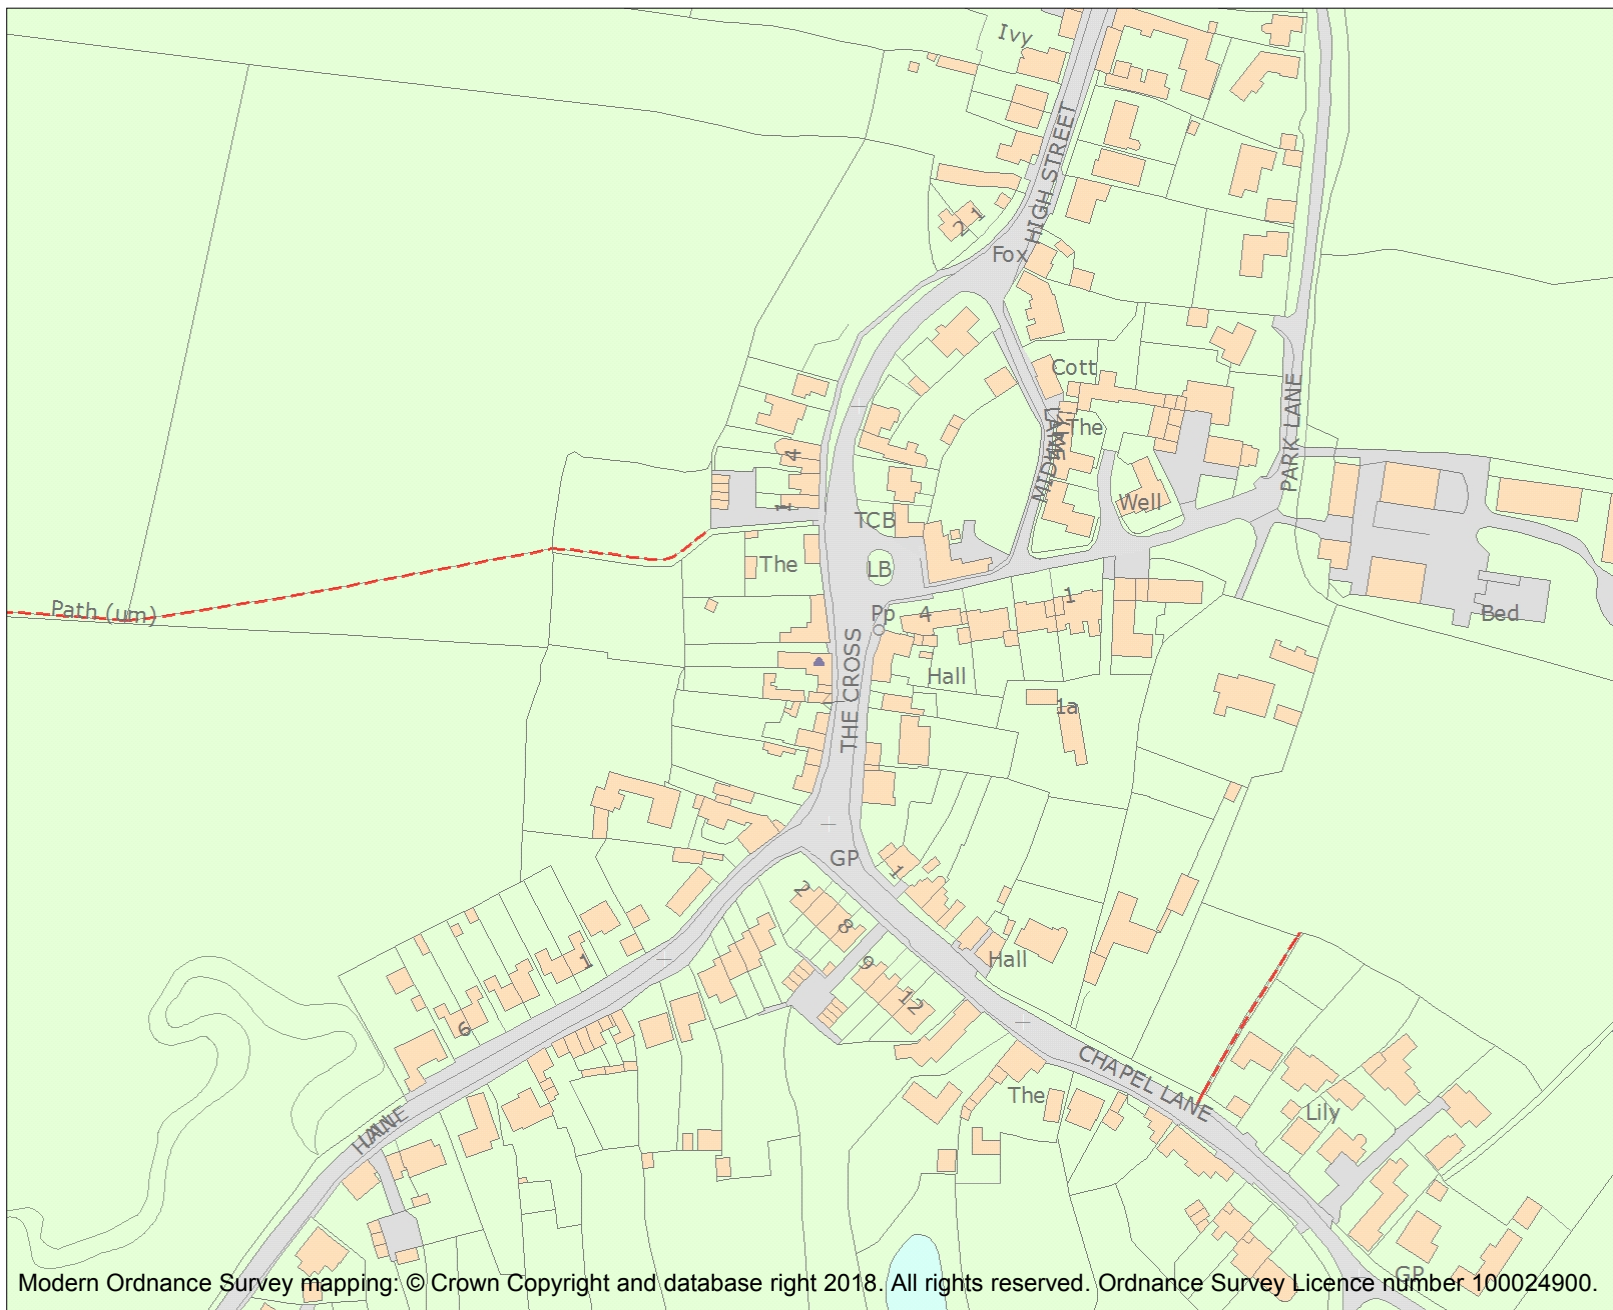 Ivy
HIGH STREET
2 1
Fox
Cott
The
MIDWAY
LANE
PARK LANE
4
1
Well
TCB
The
LB
Path (um)
Pp
4
1
Bed
THE CROSS
Hall
1a
GP
1
2
8
9
12
Hall
1
6
CHAPEL LANE
The
Lily
LANE
GP
Modern Ordnance Survey mapping: © Crown Copyright and database right 2018. All rights reserved. Ordnance Survey Licence number 100024900.